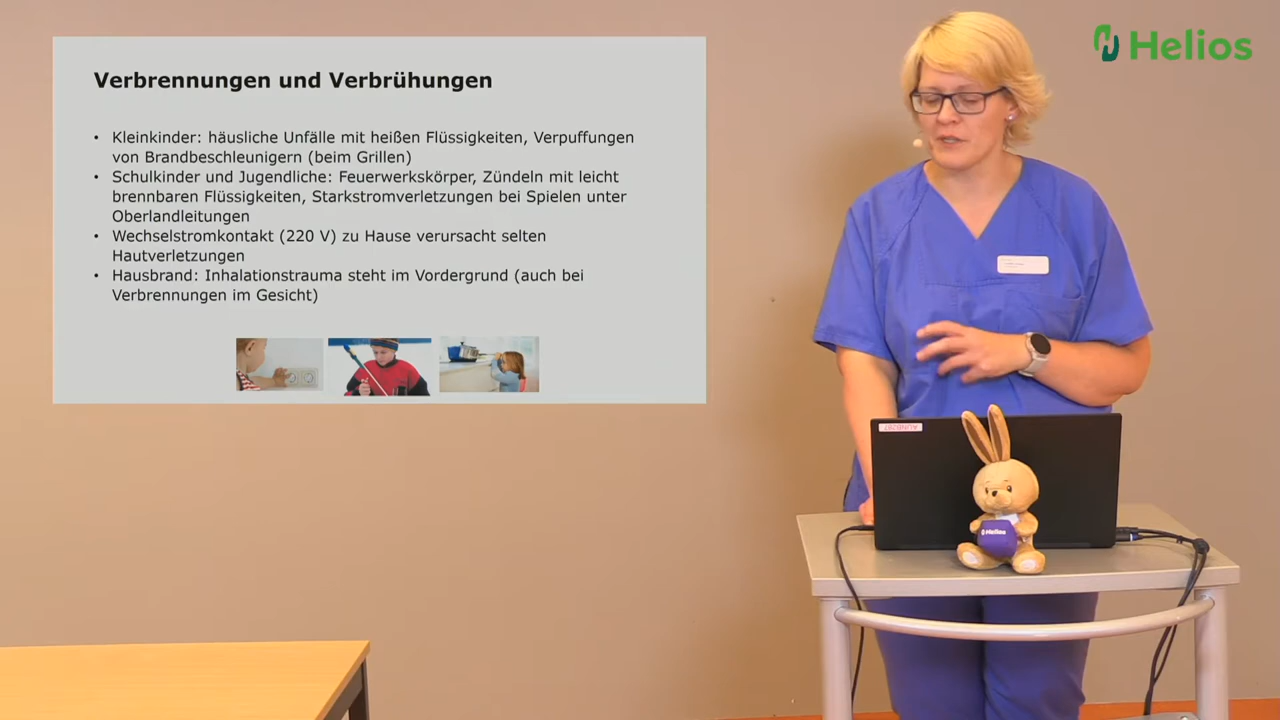 Helios
Verbrennungen und Verbrühungen
• Kleinkinder: häusliche Unfälle mit heißen Flüssigkeiten, Verpuffungen
von Brandbeschleunigern (beim Grillen)
• Schulkinder und Jugendliche: Feuerwerkskörper, Zündeln mit leicht
brennbaren Flüssigkeiten, Starkstromverletzungen bei Spielen unter
Oberlandleitungen
• Wechselstromkontakt (220 V) zu Hause verursacht selten
Hautverletzungen
• Hausbrand: Inhalationstrauma steht im Vordergrund (auch bei
Verbrennungen im Gesicht)
Helios